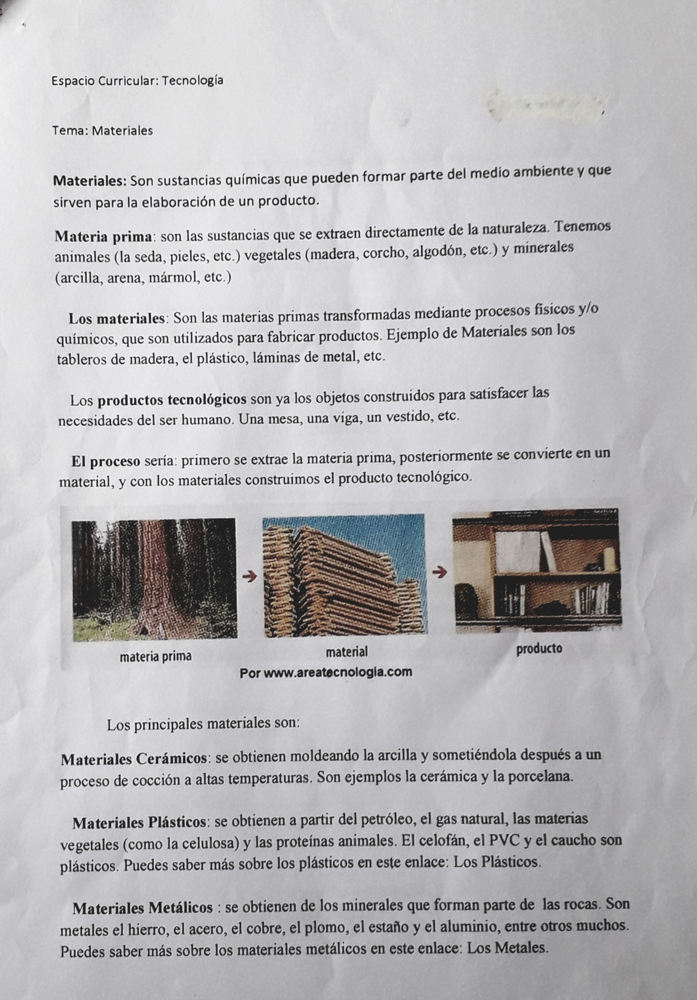 Espacio Curricular: Tecnología
Tema: Materiales
Materiales: Son sustancias químicas que pueden formar parte del medio ambiente y que
sirven para la elaboración de un producto.
Materia prima: son las sustancias que se extraen directamente de la naturaleza. Tenemos
animales (la seda, pieles, etc.) vegetales (madera, corcho, algodón, etc.) y minerales
(arcilla, arena, mármol, etc.)
Los materiales: Son las materias primas transformadas mediante procesos físicos y/o
químicos, que son utilizados para fabricar productos. Ejemplo de Materiales son los
tableros de madera, el plástico, láminas de metal, etc.
Los productos tecnológicos son ya los objetos construidos para satisfacer las
necesidades del ser humano. Una mesa, una viga, un vestido, etc.
El proceso sería: primero se extrae la materia prima, posteriormente se convierte en un
material, y con los materiales construimos el producto tecnológico.
materia prima
material
producto
Por www.areatecnologia.com
Los principales materiales son:
Materiales Cerámicos: se obtienen moldeando la arcilla y sometiéndola después a un
proceso de cocción a altas temperaturas. Son ejemplos la cerámica y la porcelana.
Materiales Plásticos: se obtienen a partir del petróleo, el gas natural, las materias
vegetales (como la celulosa) y las proteínas animales. El celofán, el PVC y el caucho son
plásticos. Puedes saber más sobre los plásticos en este enlace: Los Plásticos.
Materiales Metálicos : se obtienen de los minerales que forman parte de las rocas. Son
metales el hierro, el acero, el cobre, el plomo, el estaño y el aluminio, entre otros muchos.
Puedes saber más sobre los materiales metálicos en este enlace: Los Metales.